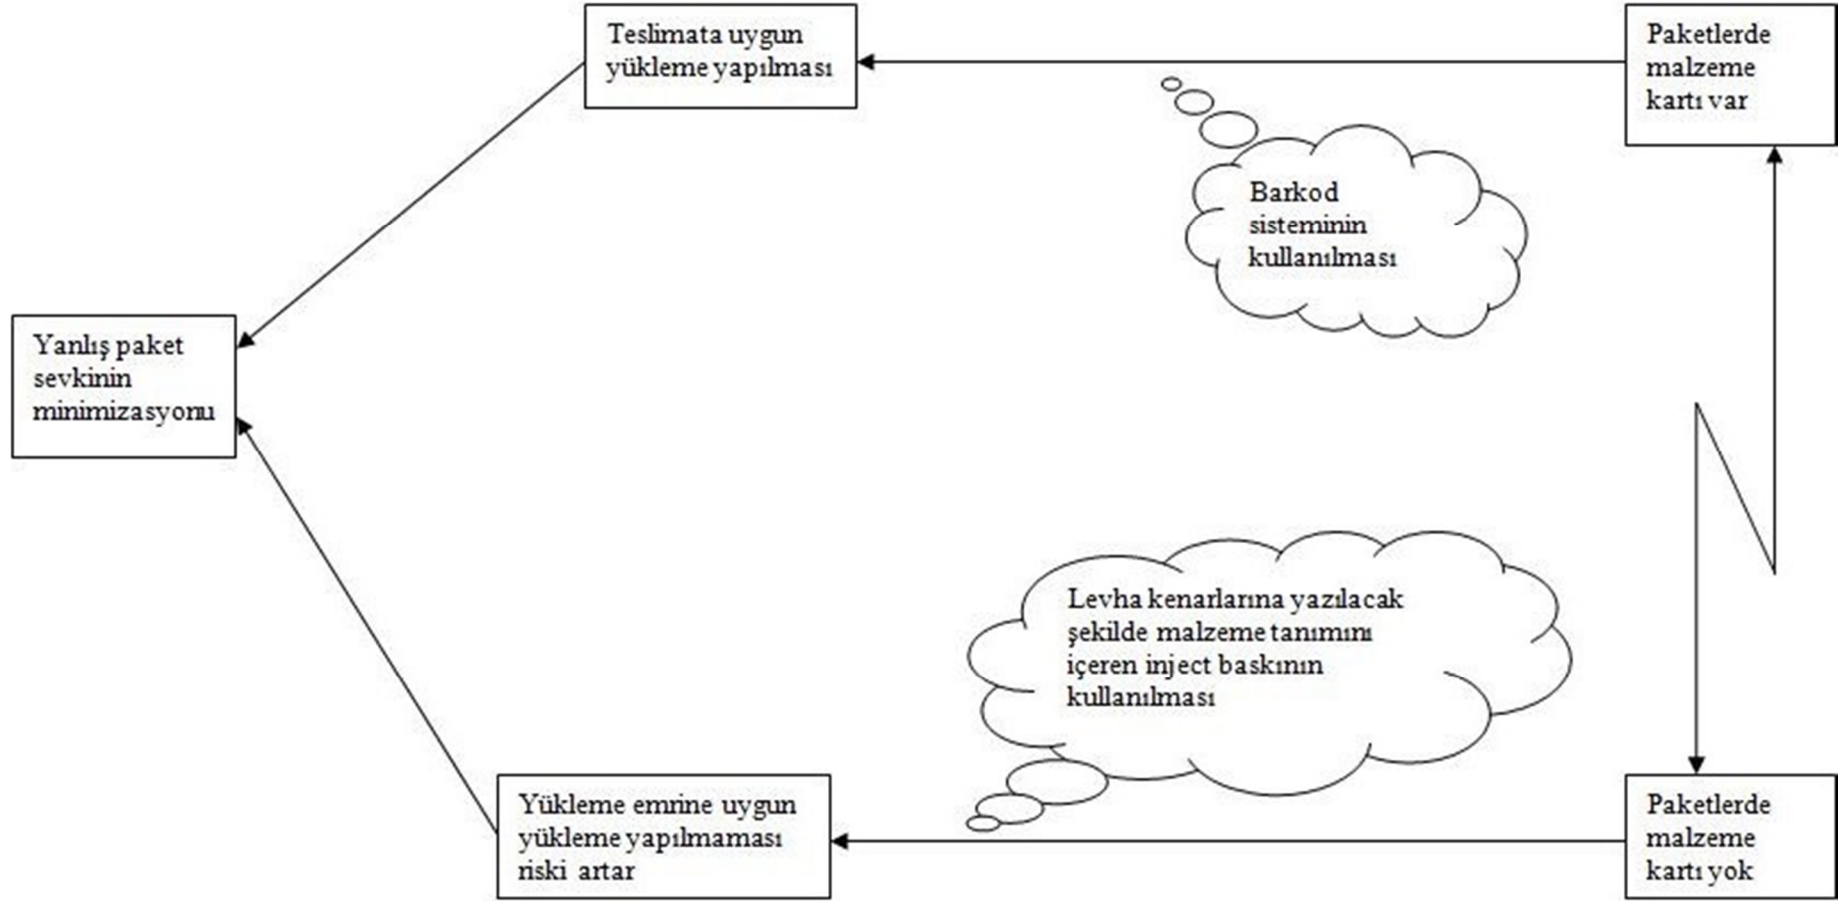 Teslimata uygun
yükleme yapılması
Paketlerde
malzeme
kartı var
Barkod
sisteminin
kullanılması
Yanlış paket
sevkinin
minimizasyonu
Levha kenarlarına yazılacak
şekilde malzeme tanımını
içeren inject baskının
kullanılması
Yükleme emrine uygun
yükleme yapılmaması
riski artar
Paketlerde
malzeme
kartı yok